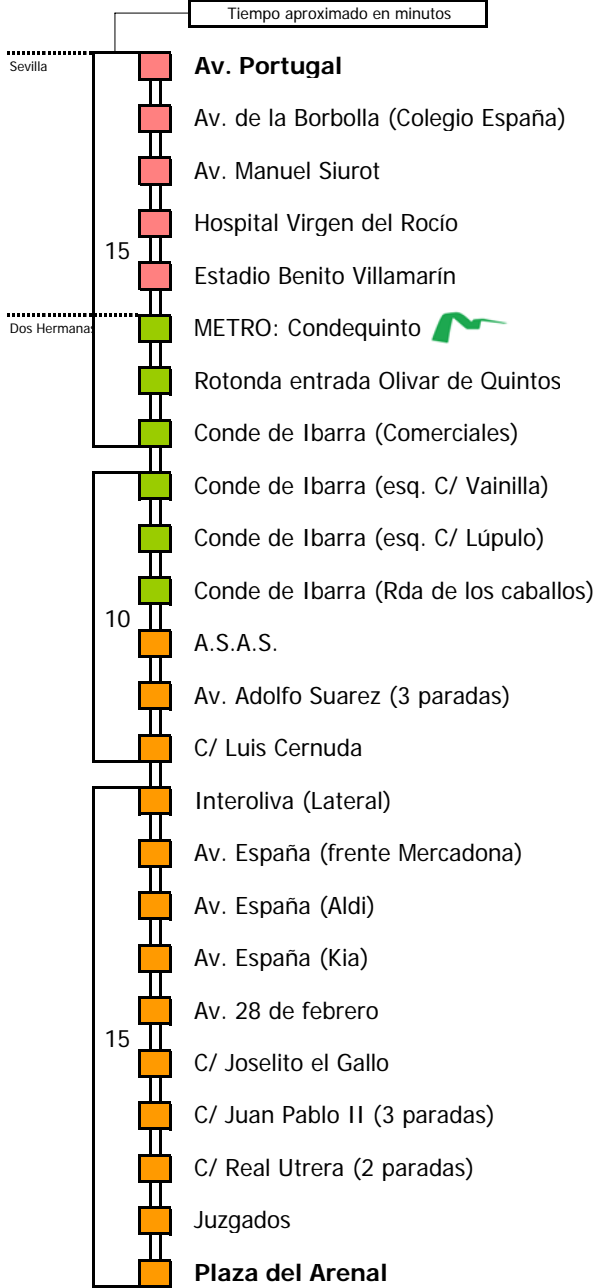 Tiempo aproximado en minutos
Sevilla
Av. Portugal
Av. de la Borbolla (Colegio España)
Av. Manuel Siurot
Hospital Virgen del Rocío
15
Estadio Benito Villamarín
Dos Hermanas
METRO: Condequinto
Rotonda entrada Olivar de Quintos
Conde de Ibarra (Comerciales)
Conde de Ibarra (esq. C/ Vainilla)
Conde de Ibarra (esq. C/ Lúpulo)
Conde de Ibarra (Rda de los caballos)
10
A.S.A.S.
Av. Adolfo Suarez (3 paradas)
C/ Luis Cernuda
Interoliva (Lateral)
Av. España (frente Mercadona)
Av. España (Aldi)
Av. España (Kia)
Av. 28 de febrero
15
C/ Joselito el Gallo
C/ Juan Pablo II (3 paradas)
C/ Real Utrera (2 paradas)
Juzgados
Plaza del Arenal